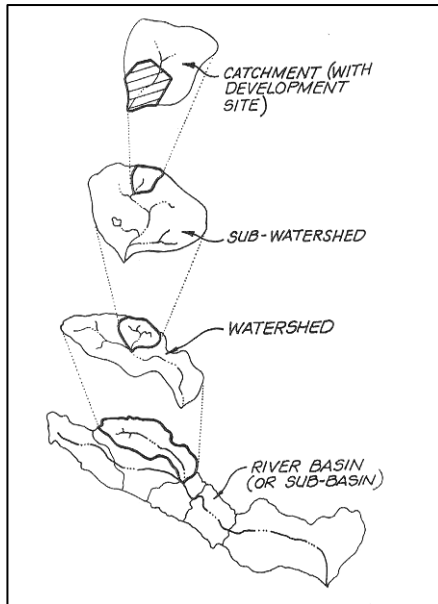 CATCHMENT (WITH
DEVELOPMENT
SITE)
SUB-WATERSHED
WATERSHED
RIVER BASIN
(OR SUB-BASIN)